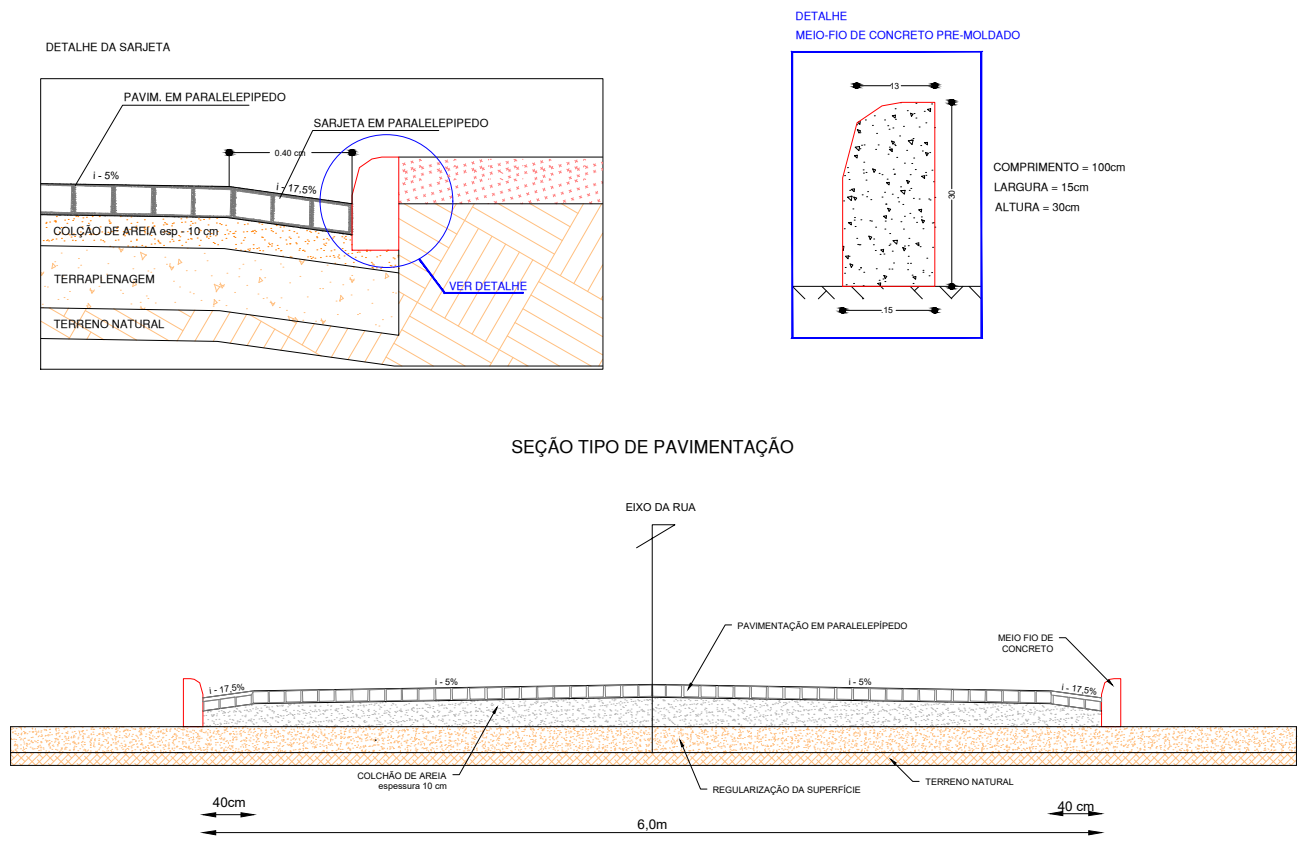 DETALHE DA SARJETA
PAVIM. EM PARALELEPIPEDO
SARJETA EM PARALELEPIPEDO
0.40 cm
i - 5%
i - 17,5%
COLÇÃO DE AREIA esp - 10 cm
TERRAPLENAGEM
VER DETALHE
TERRENO NATURAL
DETALHE
MEIO-FIO DE CONCRETO PRE-MOLDADO
.13
.30
.15
COMPRIMENTO = 100cm
LARGURA = 15cm
ALTURA = 30cm
SEÇÃO TIPO DE PAVIMENTAÇÃO
EIXO DA RUA
PAVIMENTAÇÃO EM PARALELEPÍPEDO
MEIO FIO DE
CONCRETO
i - 17,5%
i - 5%
i - 5%
i - 17,5%
COLCHÃO DE AREIA
espessura 10 cm
REGULARIZAÇÃO DA SUPERFÍCIE
TERRENO NATURAL
40cm
40 cm
6,0m